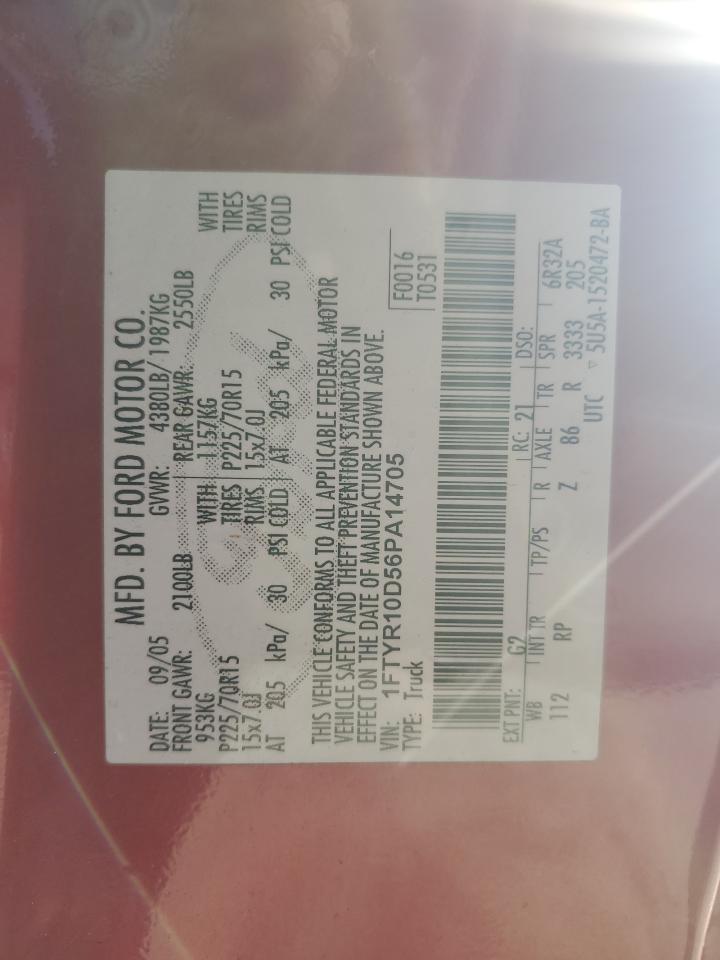 MFD. BY FORD MOTOR CO.
DATE: 09/05 GVWR: 4380LB/1987KG
FRONT GAWR: 2100LB REAR GAWR: 2550LB
953KG WITH 1157KG WITH
P225/70R15 TIRES P225/70R15 TIRES
15x7.0J RIMS 15x7.0J RIMS
AT 205 kPa/ 30 PSI COLD AT 205 kPa/ 30 PSI COLD
THIS VEHICLE CONFORMS TO ALL APPLICABLE FEDERAL MOTOR
VEHICLE SAFETY AND THEFT PREVENTION STANDARDS IN
EFFECT ON THE DATE OF MANUFACTURE SHOWN ABOVE.
VIN: 1FTYR10D56PA14705
TYPE: Truck
F0016
T0531
EXT PNT: G2 RC: 21 DSO:
WB INT TR TP/PS R AXLE TR SPR 6R32A
112 RP Z 86 R 3333 205
UTC ▽ 5U5A-1520472-BA